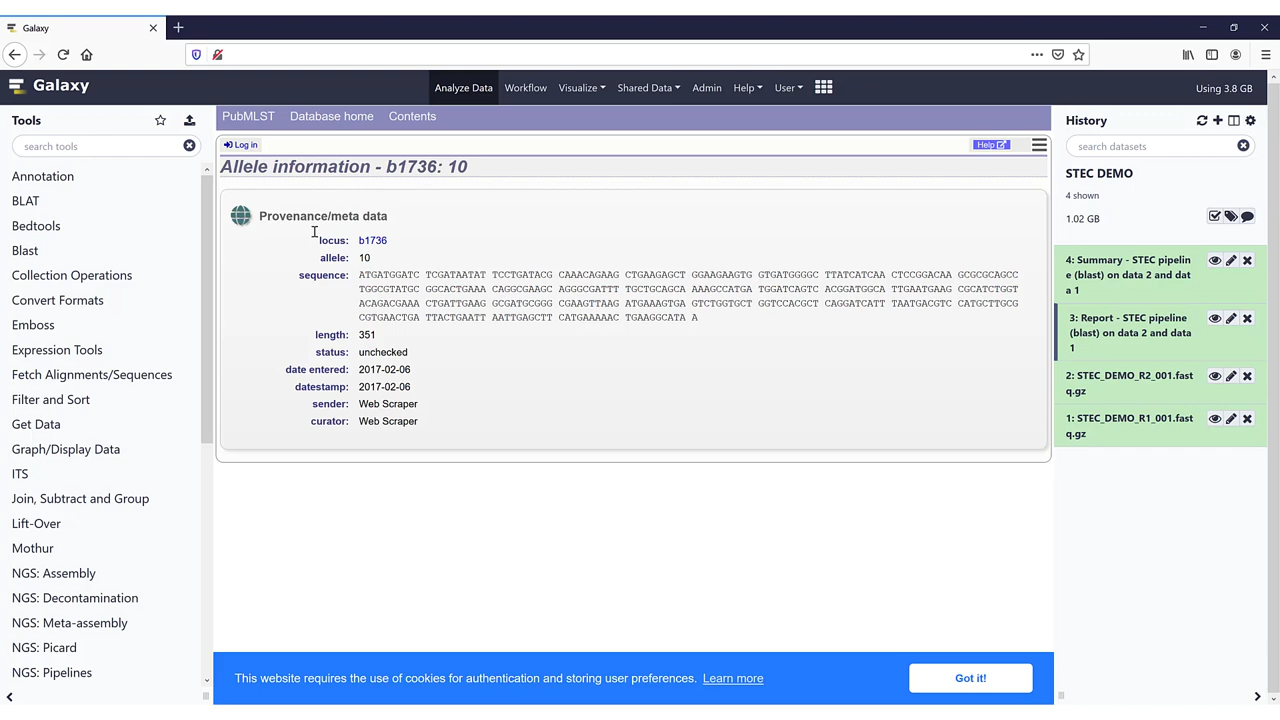 Galaxy
Galaxy
Analyze Data Workflow Visualize Shared Data Admin Help User
Using 3.8 GB
Tools
search tools
Annotation
BLAT
Bedtools
Blast
Collection Operations
Convert Formats
Emboss
Expression Tools
Fetch Alignments/Sequences
Filter and Sort
Get Data
Graph/Display Data
ITS
Join, Subtract and Group
Lift-Over
Mothur
NGS: Assembly
NGS: Decontamination
NGS: Meta-assembly
NGS: Picard
NGS: Pipelines
PubMLST Database home Contents
Log in
Help
Allele information - b1736: 10
Provenance/meta data
locus: b1736
allele: 10
sequence: ATGATGGATC TCGATAATAT TCCTGATACG CAAACAGAAG CTGAAGAGCT GGAAGAAGTG GTGATGGGGC TTATCATCAA CTCCGGACAA GCGCGCAGCC
TGGCGTATGC GGCACTGAAA CAGGCGAAGC AGGGCGATTT TGCTGCAGCA AAAGCCATGA TGGATCAGTC ACGGATGGCA TTGAATGAAG CGCATCTGGT
ACAGACGAAA CTGATTGAAG GCGATGCGGG CGAAGTTAAG ATGAAAGTGA GTCTGGTGCT GGTCCACGCT CAGGATCATT TAATGACGTC CATGCTTGCG
CGTGAACTGA TTACTGAATT AATTGAGCTT CATGAAAAAC TGAAGGCATA A
length: 351
status: unchecked
date entered: 2017-02-06
datestamp: 2017-02-06
sender: Web Scraper
curator: Web Scraper
This website requires the use of cookies for authentication and storing user preferences. Learn more
Got it!
History
search datasets
STEC DEMO
4 shown
1.02 GB
4: Summary - STEC pipelin
e (blast) on data 2 and dat
a 1
3: Report - STEC pipeline
(blast) on data 2 and data
1
2: STEC_DEMO_R2_001.fast
q.gz
1: STEC_DEMO_R1_001.fast
q.gz